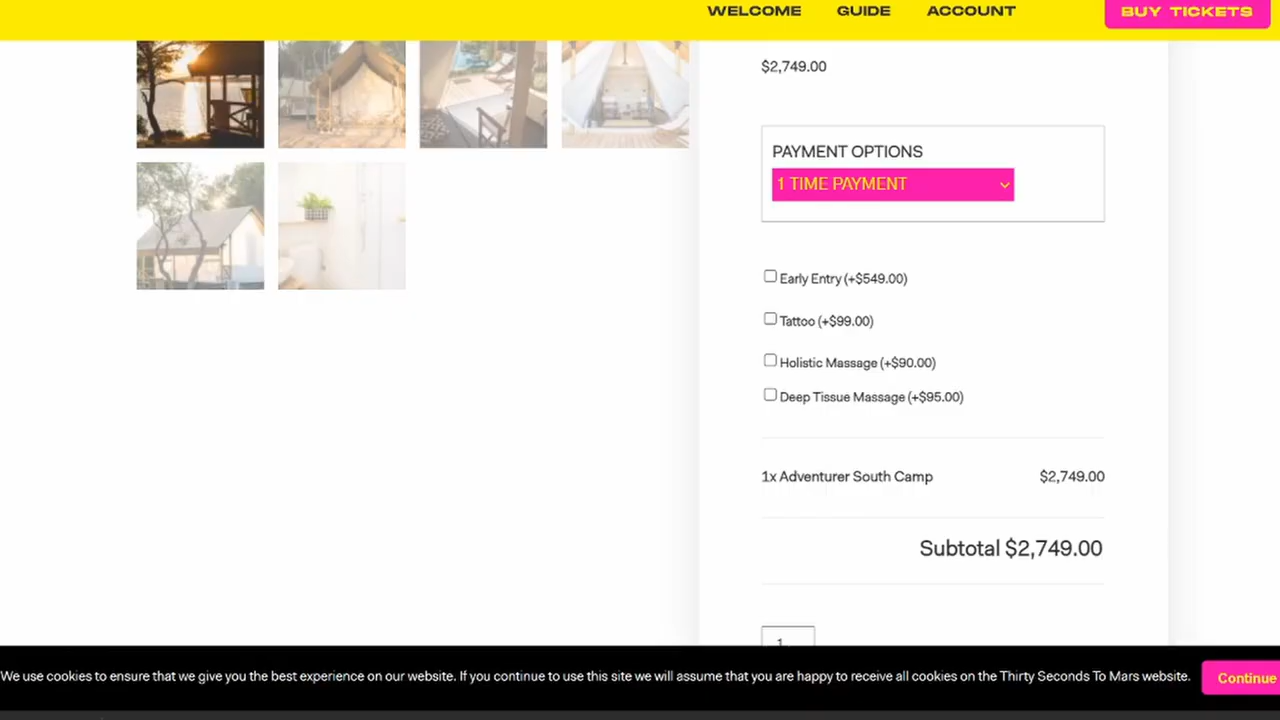 WELCOME GUIDE ACCOUNT BUY TICKETS
$2,749.00
PAYMENT OPTIONS
1 TIME PAYMENT
Early Entry (+$549.00)
Tattoo (+$99.00)
Holistic Massage (+$90.00)
Deep Tissue Massage (+$95.00)
1x Adventurer South Camp $2,749.00
Subtotal $2,749.00
1
We use cookies to ensure that we give you the best experience on our website. If you continue to use this site we will assume that you are happy to receive all cookies on the Thirty Seconds To Mars website. Continue